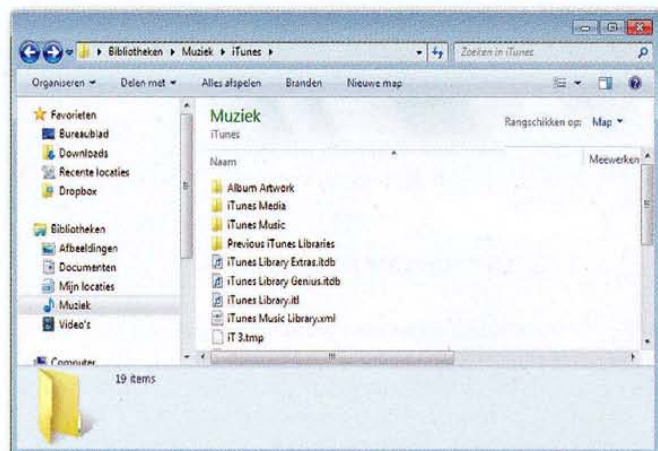 Bibliotheken ▸ Muziek ▸ iTunes ▸
Zoeken in iTunes
Organiseren
Delen met
Alles afspelen
Branden
Nieuwe map
Favorieten
Bureaublad
Downloads
Recente locaties
Dropbox
Bibliotheken
Afbeeldingen
Documenten
Mijn locaties
Muziek
Video's
Computer
Muziek
iTunes
Rangschikken op: Map
Naam
Meewerken
Album Artwork
iTunes Media
iTunes Music
Previous iTunes Libraries
iTunes Library Extras.itdb
iTunes Library Genius.itdb
iTunes Library.itl
iTunes Music Library.xml
iT 3.tmp
19 items